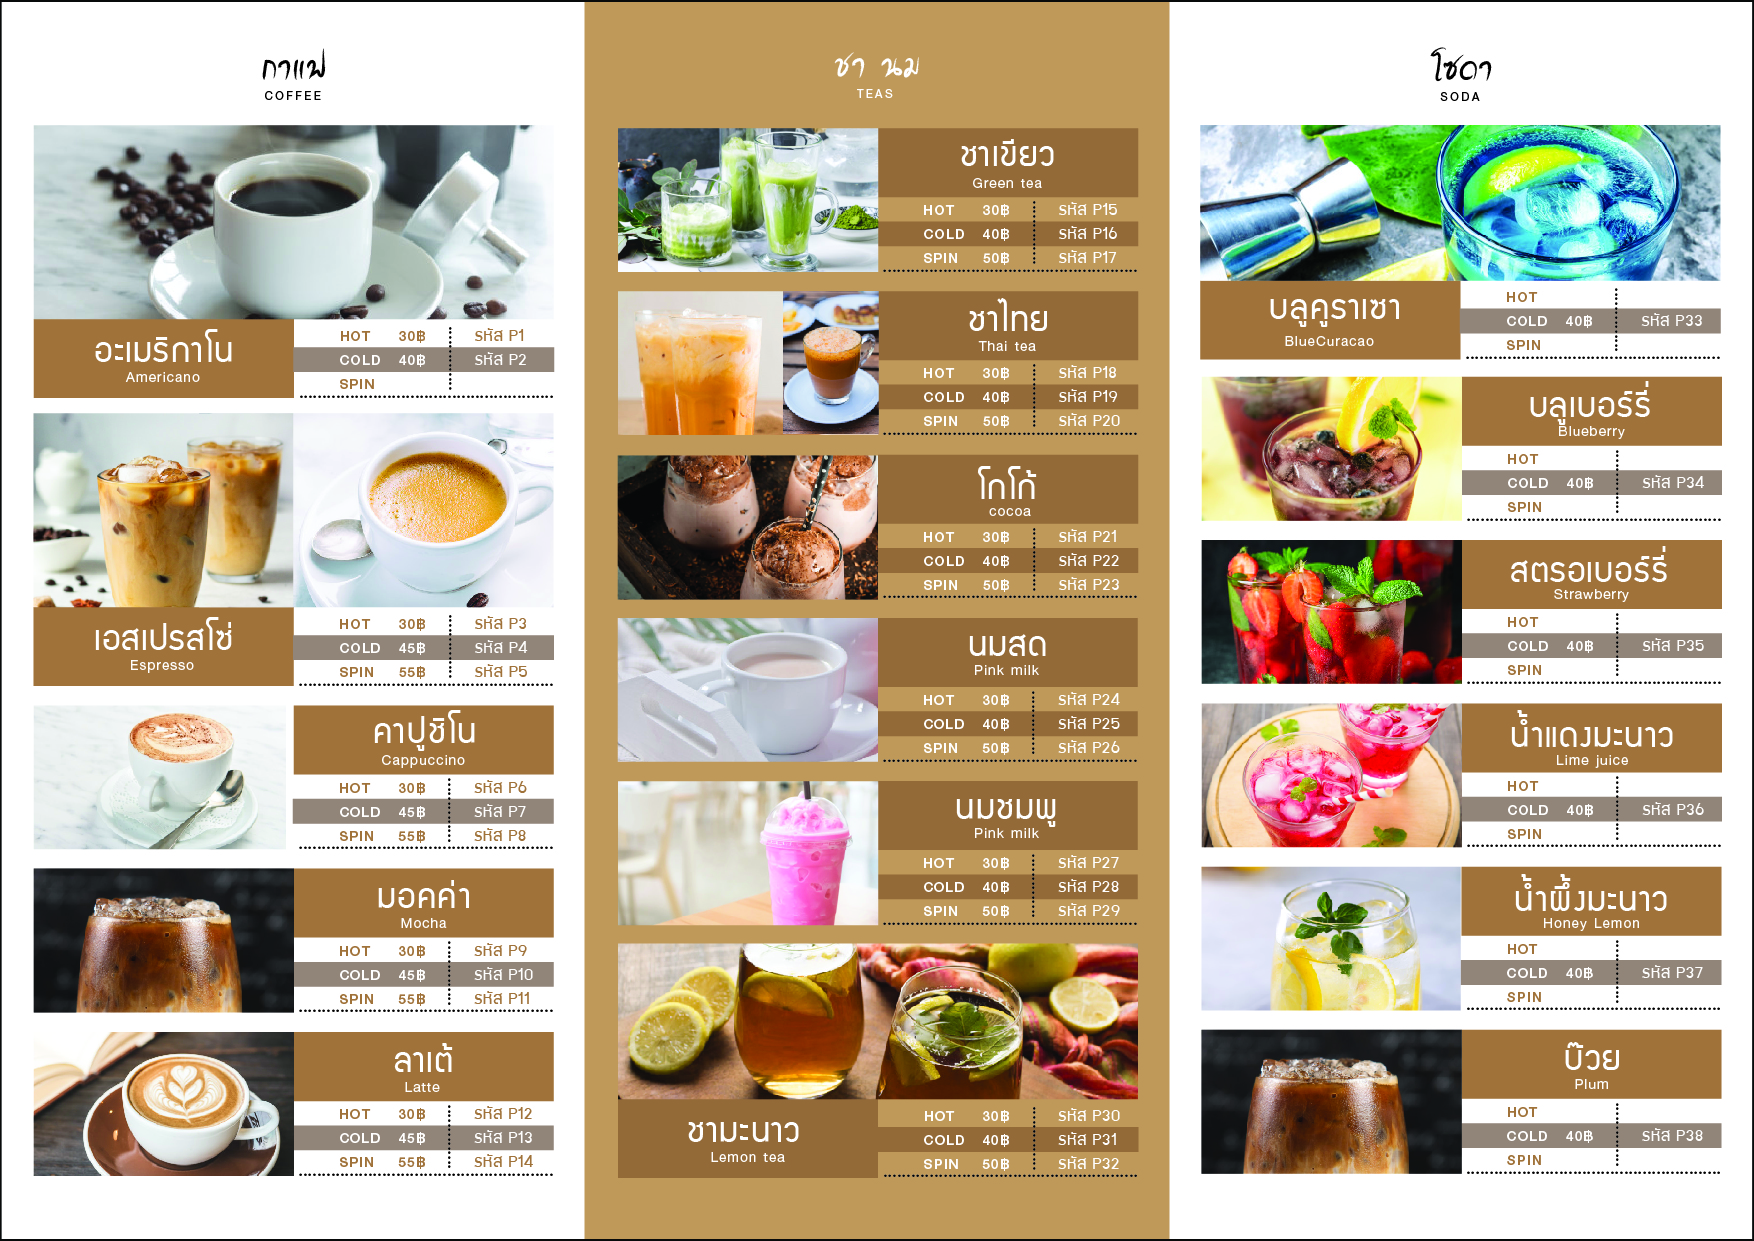 กาแฟ
COFFEE
อะเมริกาโน
Americano
HOT 30฿ รหัส P1
COLD 40฿ รหัส P2
SPIN
เอสเปรสโซ่
Espresso
HOT 30฿ รหัส P3
COLD 45฿ รหัส P4
SPIN 55฿ รหัส P5
คาปูชิโน
Cappuccino
HOT 30฿ รหัส P6
COLD 45฿ รหัส P7
SPIN 55฿ รหัส P8
มอคค่า
Mocha
HOT 30฿ รหัส P9
COLD 45฿ รหัส P10
SPIN 55฿ รหัส P11
ลาเต้
Latte
HOT 30฿ รหัส P12
COLD 45฿ รหัส P13
SPIN 55฿ รหัส P14
ชา นม
TEAS
ชาเขียว
Green tea
HOT 30฿ รหัส P15
COLD 40฿ รหัส P16
SPIN 50฿ รหัส P17
ชาไทย
Thai tea
HOT 30฿ รหัส P18
COLD 40฿ รหัส P19
SPIN 50฿ รหัส P20
โกโก้
cocoa
HOT 30฿ รหัส P21
COLD 40฿ รหัส P22
SPIN 50฿ รหัส P23
นมสด
Pink milk
HOT 30฿ รหัส P24
COLD 40฿ รหัส P25
SPIN 50฿ รหัส P26
นมชมพู
Pink milk
HOT 30฿ รหัส P27
COLD 40฿ รหัส P28
SPIN 50฿ รหัส P29
ชามะนาว
Lemon tea
HOT 30฿ รหัส P30
COLD 40฿ รหัส P31
SPIN 50฿ รหัส P32
โซดา
SODA
บลูคูราเซา
BlueCuracao
HOT
COLD 40฿ รหัส P33
SPIN
บลูเบอร์รี่
Blueberry
HOT
COLD 40฿ รหัส P34
SPIN
สตรอเบอร์รี่
Strawberry
HOT
COLD 40฿ รหัส P35
SPIN
น้ำแดงมะนาว
Lime juice
HOT
COLD 40฿ รหัส P36
SPIN
น้ำผึ้งมะนาว
Honey Lemon
HOT
COLD 40฿ รหัส P37
SPIN
บ๊วย
Plum
HOT
COLD 40฿ รหัส P38
SPIN